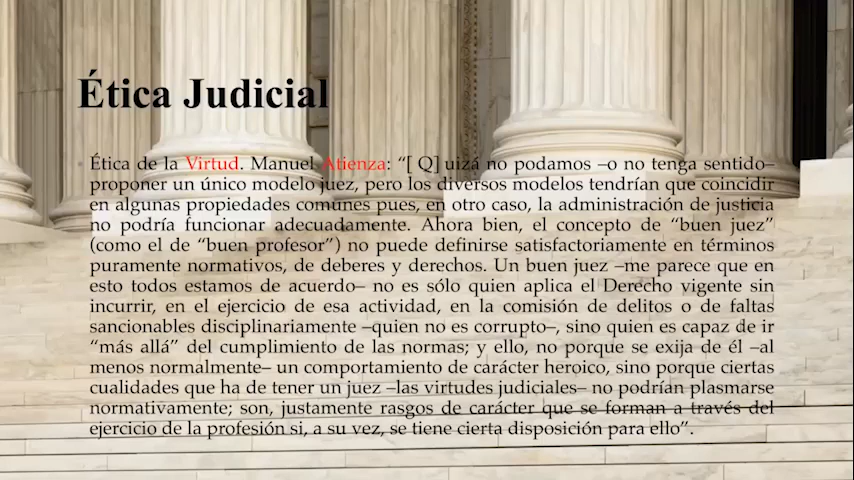 Ética Judicial
Ética de la Virtud. Manuel Atienza: “[ Q] uizá no podamos –o no tenga sentido–
proponer un único modelo juez, pero los diversos modelos tendrían que coincidir
en algunas propiedades comunes pues, en otro caso, la administración de justicia
no podría funcionar adecuadamente. Ahora bien, el concepto de “buen juez”
(como el de “buen profesor”) no puede definirse satisfactoriamente en términos
puramente normativos, de deberes y derechos. Un buen juez –me parece que en
esto todos estamos de acuerdo– no es sólo quien aplica el Derecho vigente sin
incurrir, en el ejercicio de esa actividad, en la comisión de delitos o de faltas
sancionables disciplinariamente –quien no es corrupto–, sino quien es capaz de ir
“más allá” del cumplimiento de las normas; y ello, no porque se exija de él –al
menos normalmente– un comportamiento de carácter heroico, sino porque ciertas
cualidades que ha de tener un juez –las virtudes judiciales– no podrían plasmarse
normativamente; son, justamente rasgos de carácter que se forman a través del
ejercicio de la profesión si, a su vez, se tiene cierta disposición para ello”.